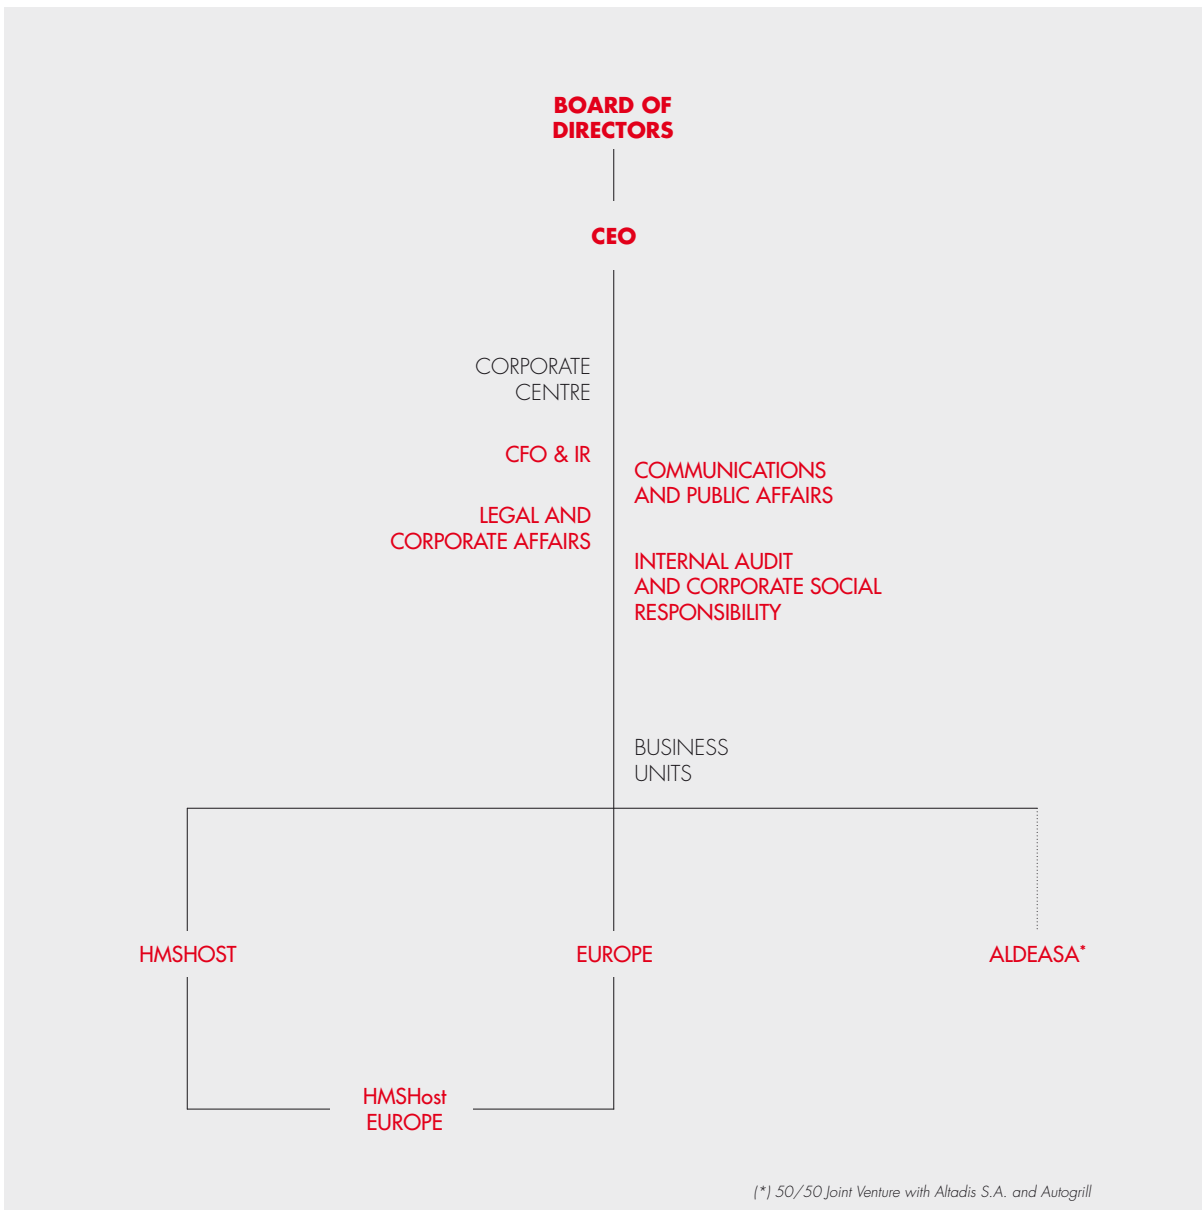 BOARD OF
DIRECTORS
CEO
CORPORATE
CENTRE
CFO & IR
LEGAL AND
CORPORATE AFFAIRS
COMMUNICATIONS
AND PUBLIC AFFAIRS
INTERNAL AUDIT
AND CORPORATE SOCIAL
RESPONSIBILITY
BUSINESS
UNITS
HMSHOST
EUROPE
ALDEASA*
HMSHost
EUROPE
(*) 50/50 Joint Venture with Altadis S.A. and Autogrill